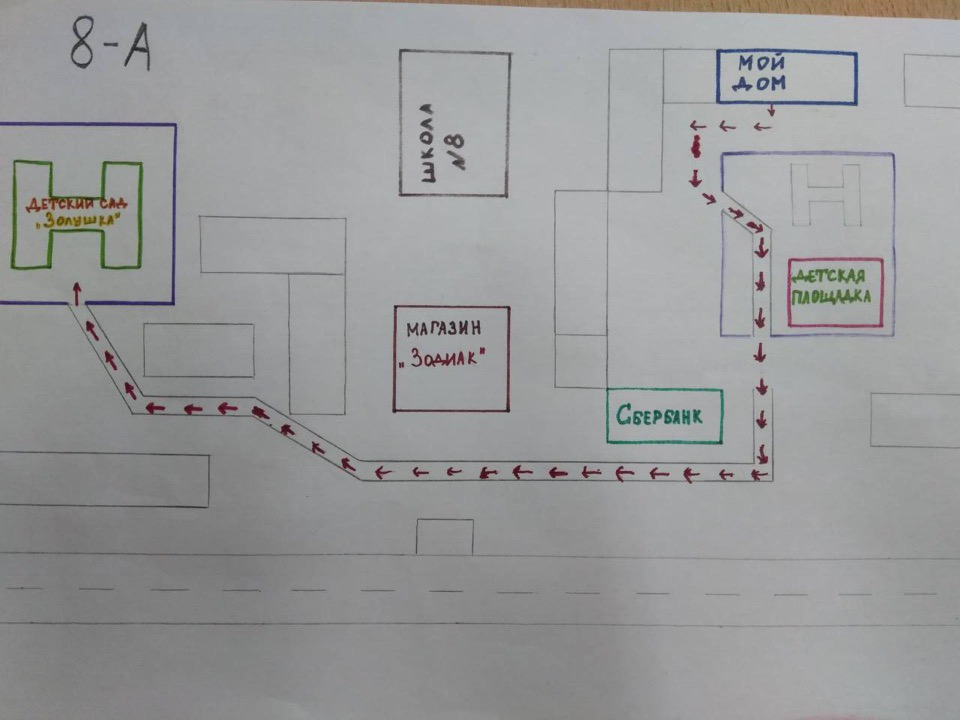 8-А
МОЙ
ДОМ
ШКОЛА
№8
ДЕТСКИЙ САД
„Золушка"
ДЕТСКАЯ
ПЛОЩАДКА
МАГАЗИН
„Зодиак"
СБЕРБАНК